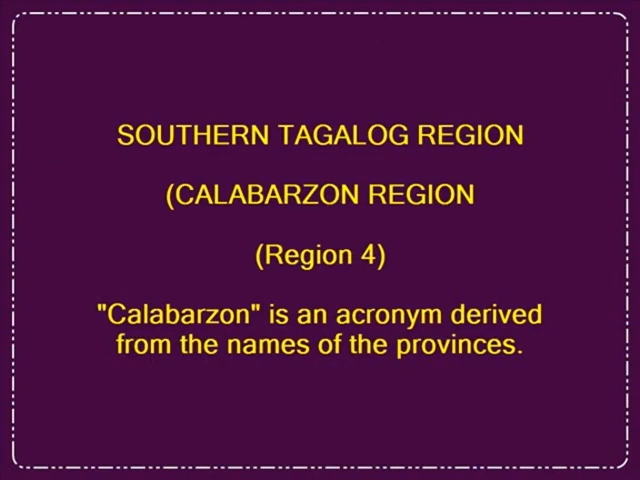 SOUTHERN TAGALOG REGION
(CALABARZON REGION
(Region 4)
"Calabarzon" is an acronym derived
from the names of the provinces.